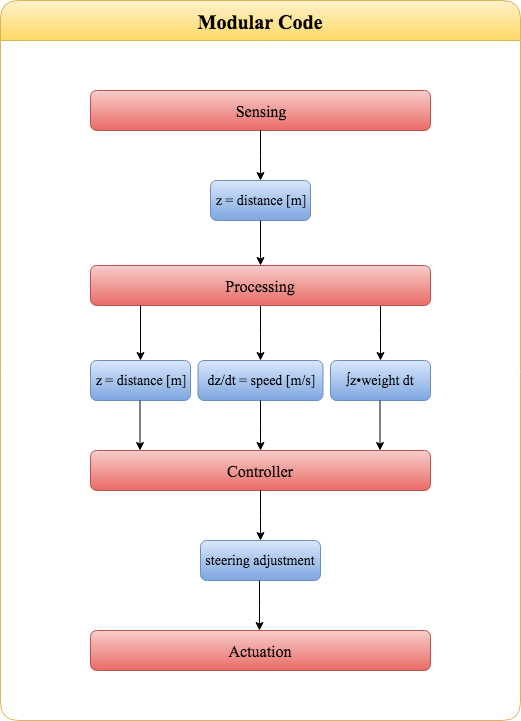 Modular Code
Sensing
z = distance [m]
Processing
z = distance [m]
dz/dt = speed [m/s]
∫z•weight dt
Controller
steering adjustment
Actuation